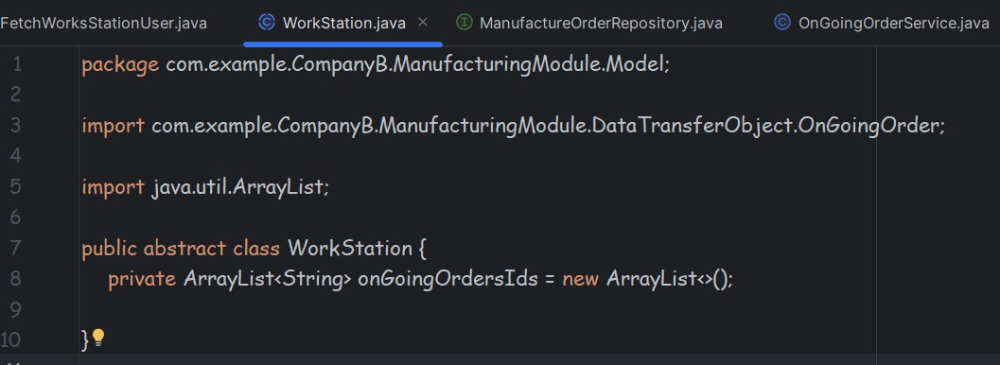 FetchWorksStationUser.java WorkStation.java ManufactureOrderRepository.java OnGoingOrderService.java
1 package com.example.CompanyB.ManufacturingModule.Model;
2
3 import com.example.CompanyB.ManufacturingModule.DataTransferObject.OnGoingOrder;
4
5 import java.util.ArrayList;
6
7 public abstract class WorkStation {
8 private ArrayList<String> onGoingOrdersIds = new ArrayList<>();
9
10 }